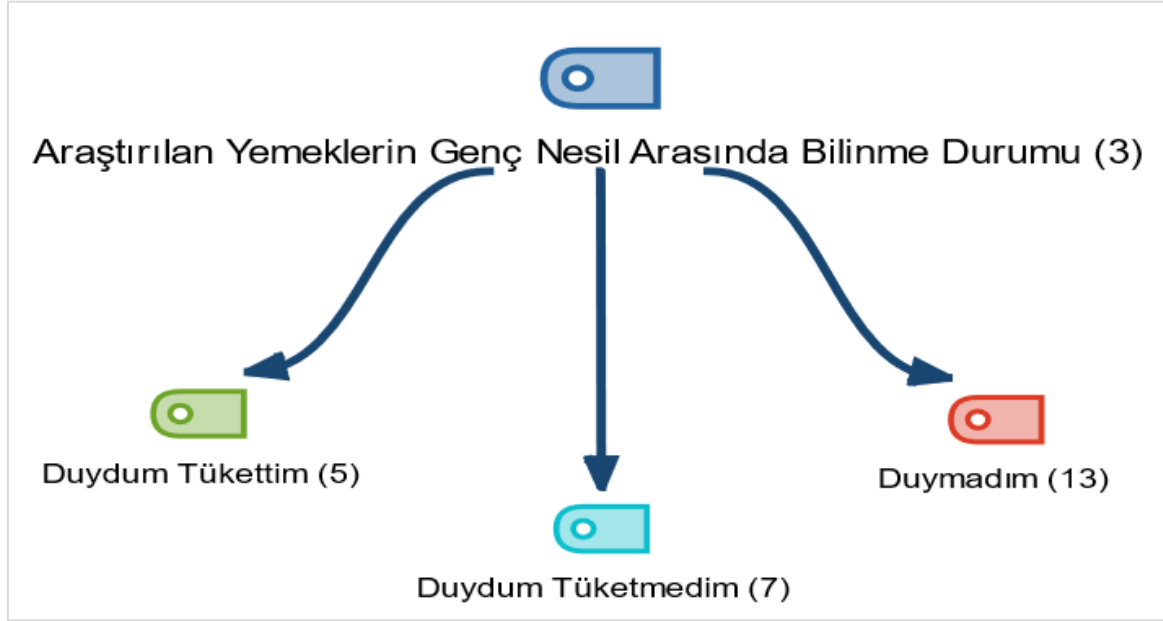 Araştırılan Yemeklerin Genç Nesil Arasında Bilinme Durumu (3)
Duydum Tükettim (5)
Duymadım (13)
Duydum Tüketmedim (7)